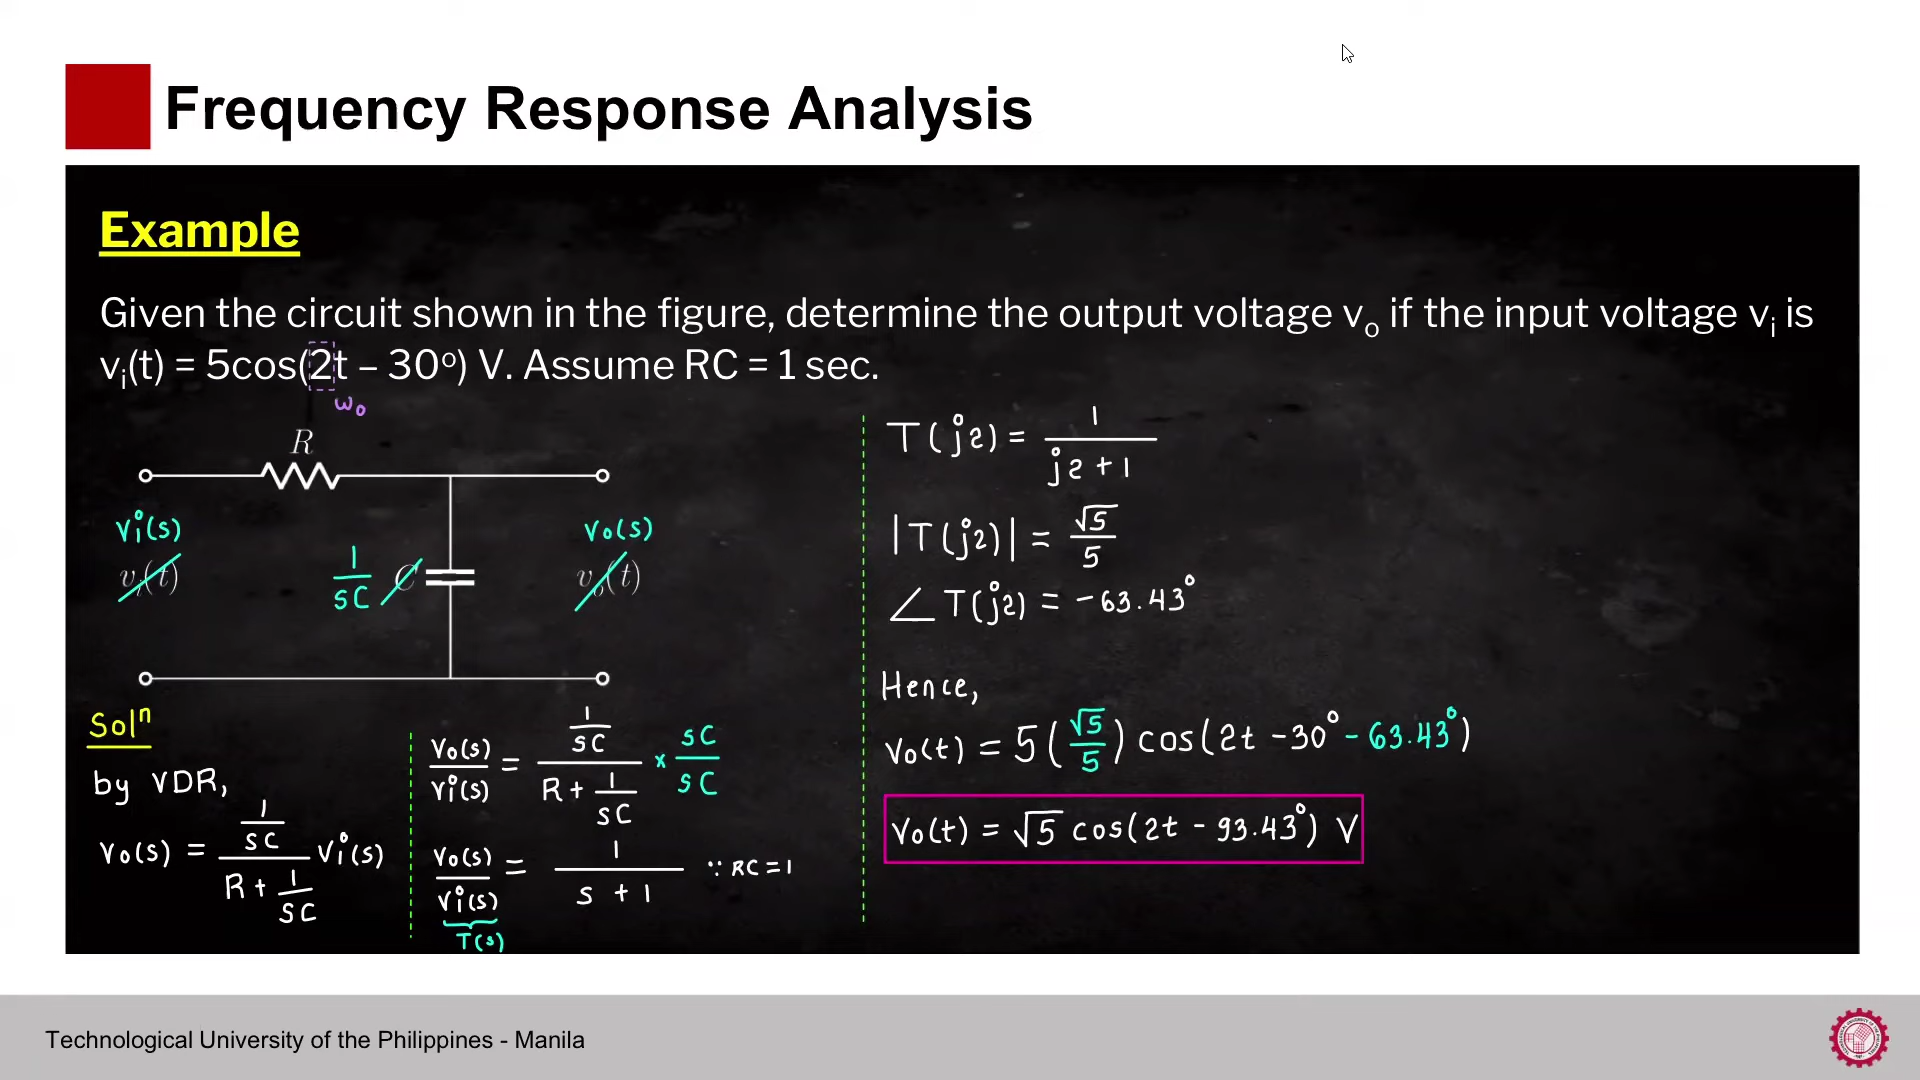 Frequency Response Analysis
Example
Given the circuit shown in the figure, determine the output voltage vₒ if the input voltage vᵢ is
vᵢ(t) = 5cos(2t – 30º) V. Assume RC = 1 sec.
ω₀
R
Vi(s)
vᵢ(t)
1/sC
C
Vo(s)
vₒ(t)
Solⁿ
by VDR,
Vo(s) = (1/sC)/(R + 1/sC) Vi(s)
Vo(s)/Vi(s) = (1/sC)/(R + 1/sC) × sC/sC
Vo(s)/Vi(s) = 1/(s + 1) ∵ RC = 1
T(s)
T(j2) = 1/(j2 + 1)
|T(j2)| = √5/5
∠T(j2) = -63.43°
Hence,
Vo(t) = 5(√5/5) cos(2t - 30° - 63.43°)
Vo(t) = √5 cos(2t - 93.43°) V
Technological University of the Philippines - Manila